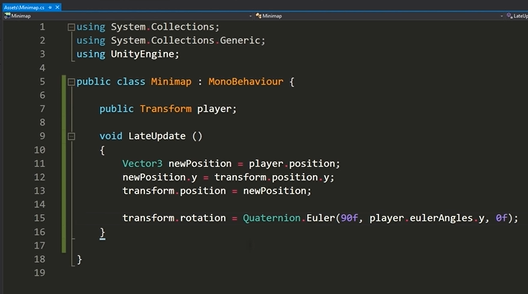 Assets\Minimap.cs
Minimap
Minimap
LateUp
1 using System.Collections;
2 using System.Collections.Generic;
3 using UnityEngine;
4
5 public class Minimap : MonoBehaviour {
6
7 public Transform player;
8
9 void LateUpdate ()
10 {
11 Vector3 newPosition = player.position;
12 newPosition.y = transform.position.y;
13 transform.position = newPosition;
14
15 transform.rotation = Quaternion.Euler(90f, player.eulerAngles.y, 0f);
16 }
17
18 }
19